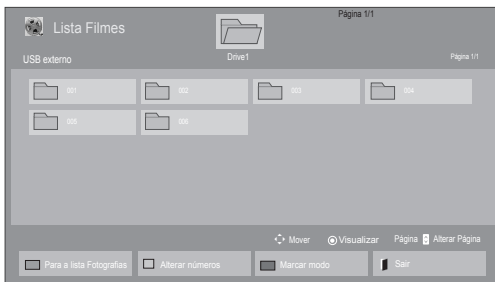 Página 1/1
Lista Filmes
USB externo
Drive1
Página 1/1
001 002 003 004
005 006
Mover Visualizar Página Alterar Página
Para a lista Fotografias Alterar números Marcar modo Sair